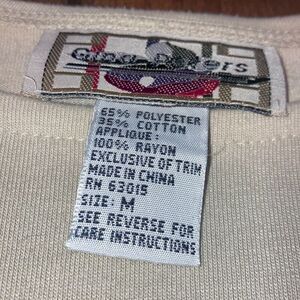 65% POLYESTER
35% COTTON
APPLIQUE:
100% RAYON
EXCLUSIVE OF TRIM
MADE IN CHINA
RN 63015
SIZE: M
SEE REVERSE FOR
CARE INSTRUCTIONS